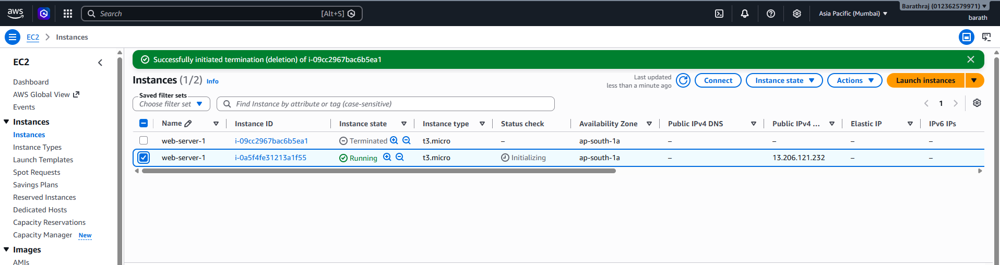 aws
Search [Alt+S]
Asia Pacific (Mumbai)
Barathraj (012362579971)
barath
EC2 Instances
EC2
Dashboard
AWS Global View
Events
Instances
Instances
Instance Types
Launch Templates
Spot Requests
Savings Plans
Reserved Instances
Dedicated Hosts
Capacity Reservations
Capacity Manager New
Images
AMIs
Successfully initiated termination (deletion) of i-09cc2967bac6b5ea1
Instances (1/2) Info
Last updated
less than a minute ago
Connect
Instance state
Actions
Launch instances
Saved filter sets
Choose filter set
Find Instance by attribute or tag (case-sensitive)
1
Name Instance ID Instance state Instance type Status check Availability Zone Public IPv4 DNS Public IPv4 ... Elastic IP IPv6 IPs
web-server-1 i-09cc2967bac6b5ea1 Terminated t3.micro – ap-south-1a – – – –
web-server-1 i-0a5f4fe31213a1f55 Running t3.micro Initializing ap-south-1a – 13.206.121.232 – –